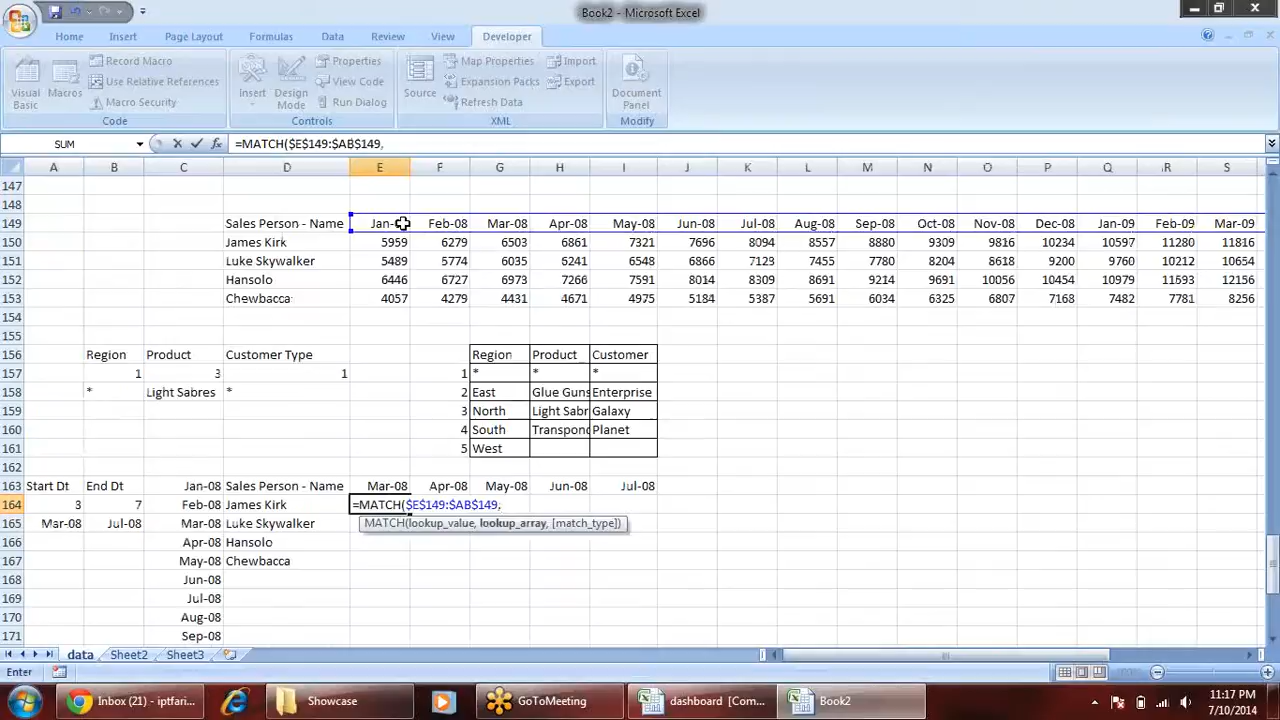 Book2 - Microsoft Excel
Home Insert Page Layout Formulas Data Review View Developer
Visual Basic Macros Record Macro Use Relative References Macro Security Insert Design Mode Properties View Code Run Dialog Source Map Properties Expansion Packs Refresh Data Import Export Document Panel
Code Controls XML Modify
SUM fx =MATCH($E$149:$AB$149,
A B C D E F G H I J K L M N O P Q R S
147
148
149 Sales Person - Name Feb-08 Mar-08 Apr-08 May-08 Jun-08 Jul-08 Aug-08 Sep-08 Oct-08 Nov-08 Dec-08 Jan-09 Feb-09 Mar-09
150 James Kirk 5959 6279 6503 6861 7321 7696 8094 8557 8880 9309 9816 10234 10597 11280 11816
151 Luke Skywalker 5489 5774 6035 6241 6548 6866 7123 7455 7780 8204 8618 9200 9760 10212 10654
152 Hansolo 6446 6727 6973 7266 7591 8014 8309 8691 9214 9691 10056 10454 10979 11593 12156
153 Chewbacca 4057 4279 4431 4671 4975 5184 5387 5691 6034 6325 6807 7168 7482 7781 8256
154
155
156 Region Product Customer Type Region Product Customer
157 1 3 1 1 * * *
158 * Light Sabres * 2 East Glue Guns Enterprise
159 3 North Light Sabr Galaxy
160 4 South Transpond Planet
161 5 West
162
163 Start Dt End Dt Jan-08 Sales Person - Name Mar-08 Apr-08 May-08 Jun-08 Jul-08
164 3 7 Feb-08 James Kirk =MATCH($E$149:$AB$149,
165 Mar-08 Jul-08 Mar-08 Luke Skywalker MATCH(lookup_value, lookup_array, [match_type])
166 Apr-08 Hansolo
167 May-08 Chewbacca
168 Jun-08
169 Jul-08
170 Aug-08
171 Sep-08
data Sheet2 Sheet3
Enter
Inbox (21) - iptfari... Showcase GoToMeeting dashboard [Com... Book2 11:17 PM
7/10/2014